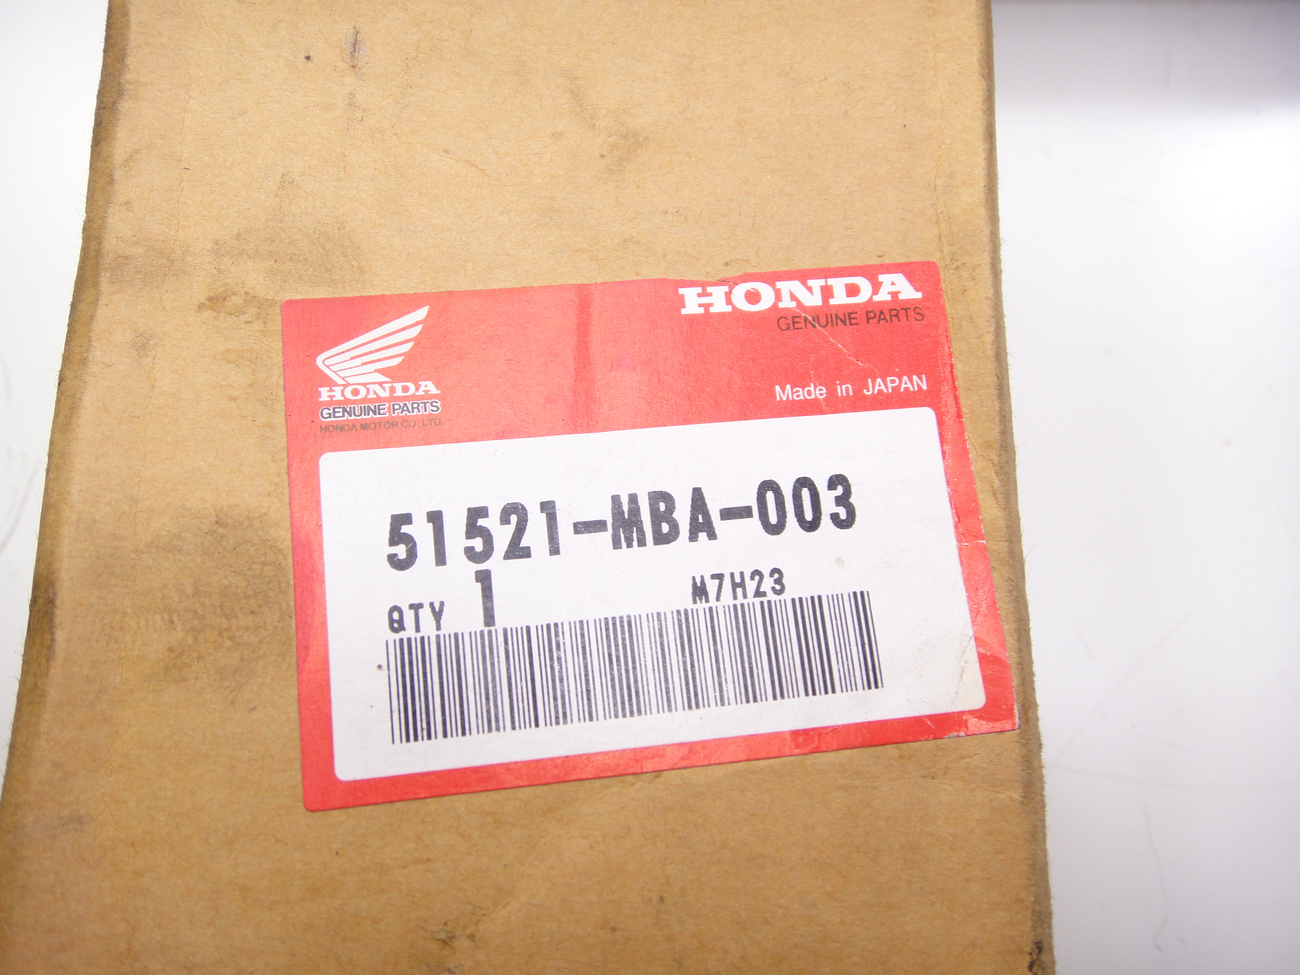 HONDA
GENUINE PARTS
Made in JAPAN
HONDA
GENUINE PARTS
HONDA MOTOR CO.,LTD.
51521-MBA-003
QTY 1
M7H23